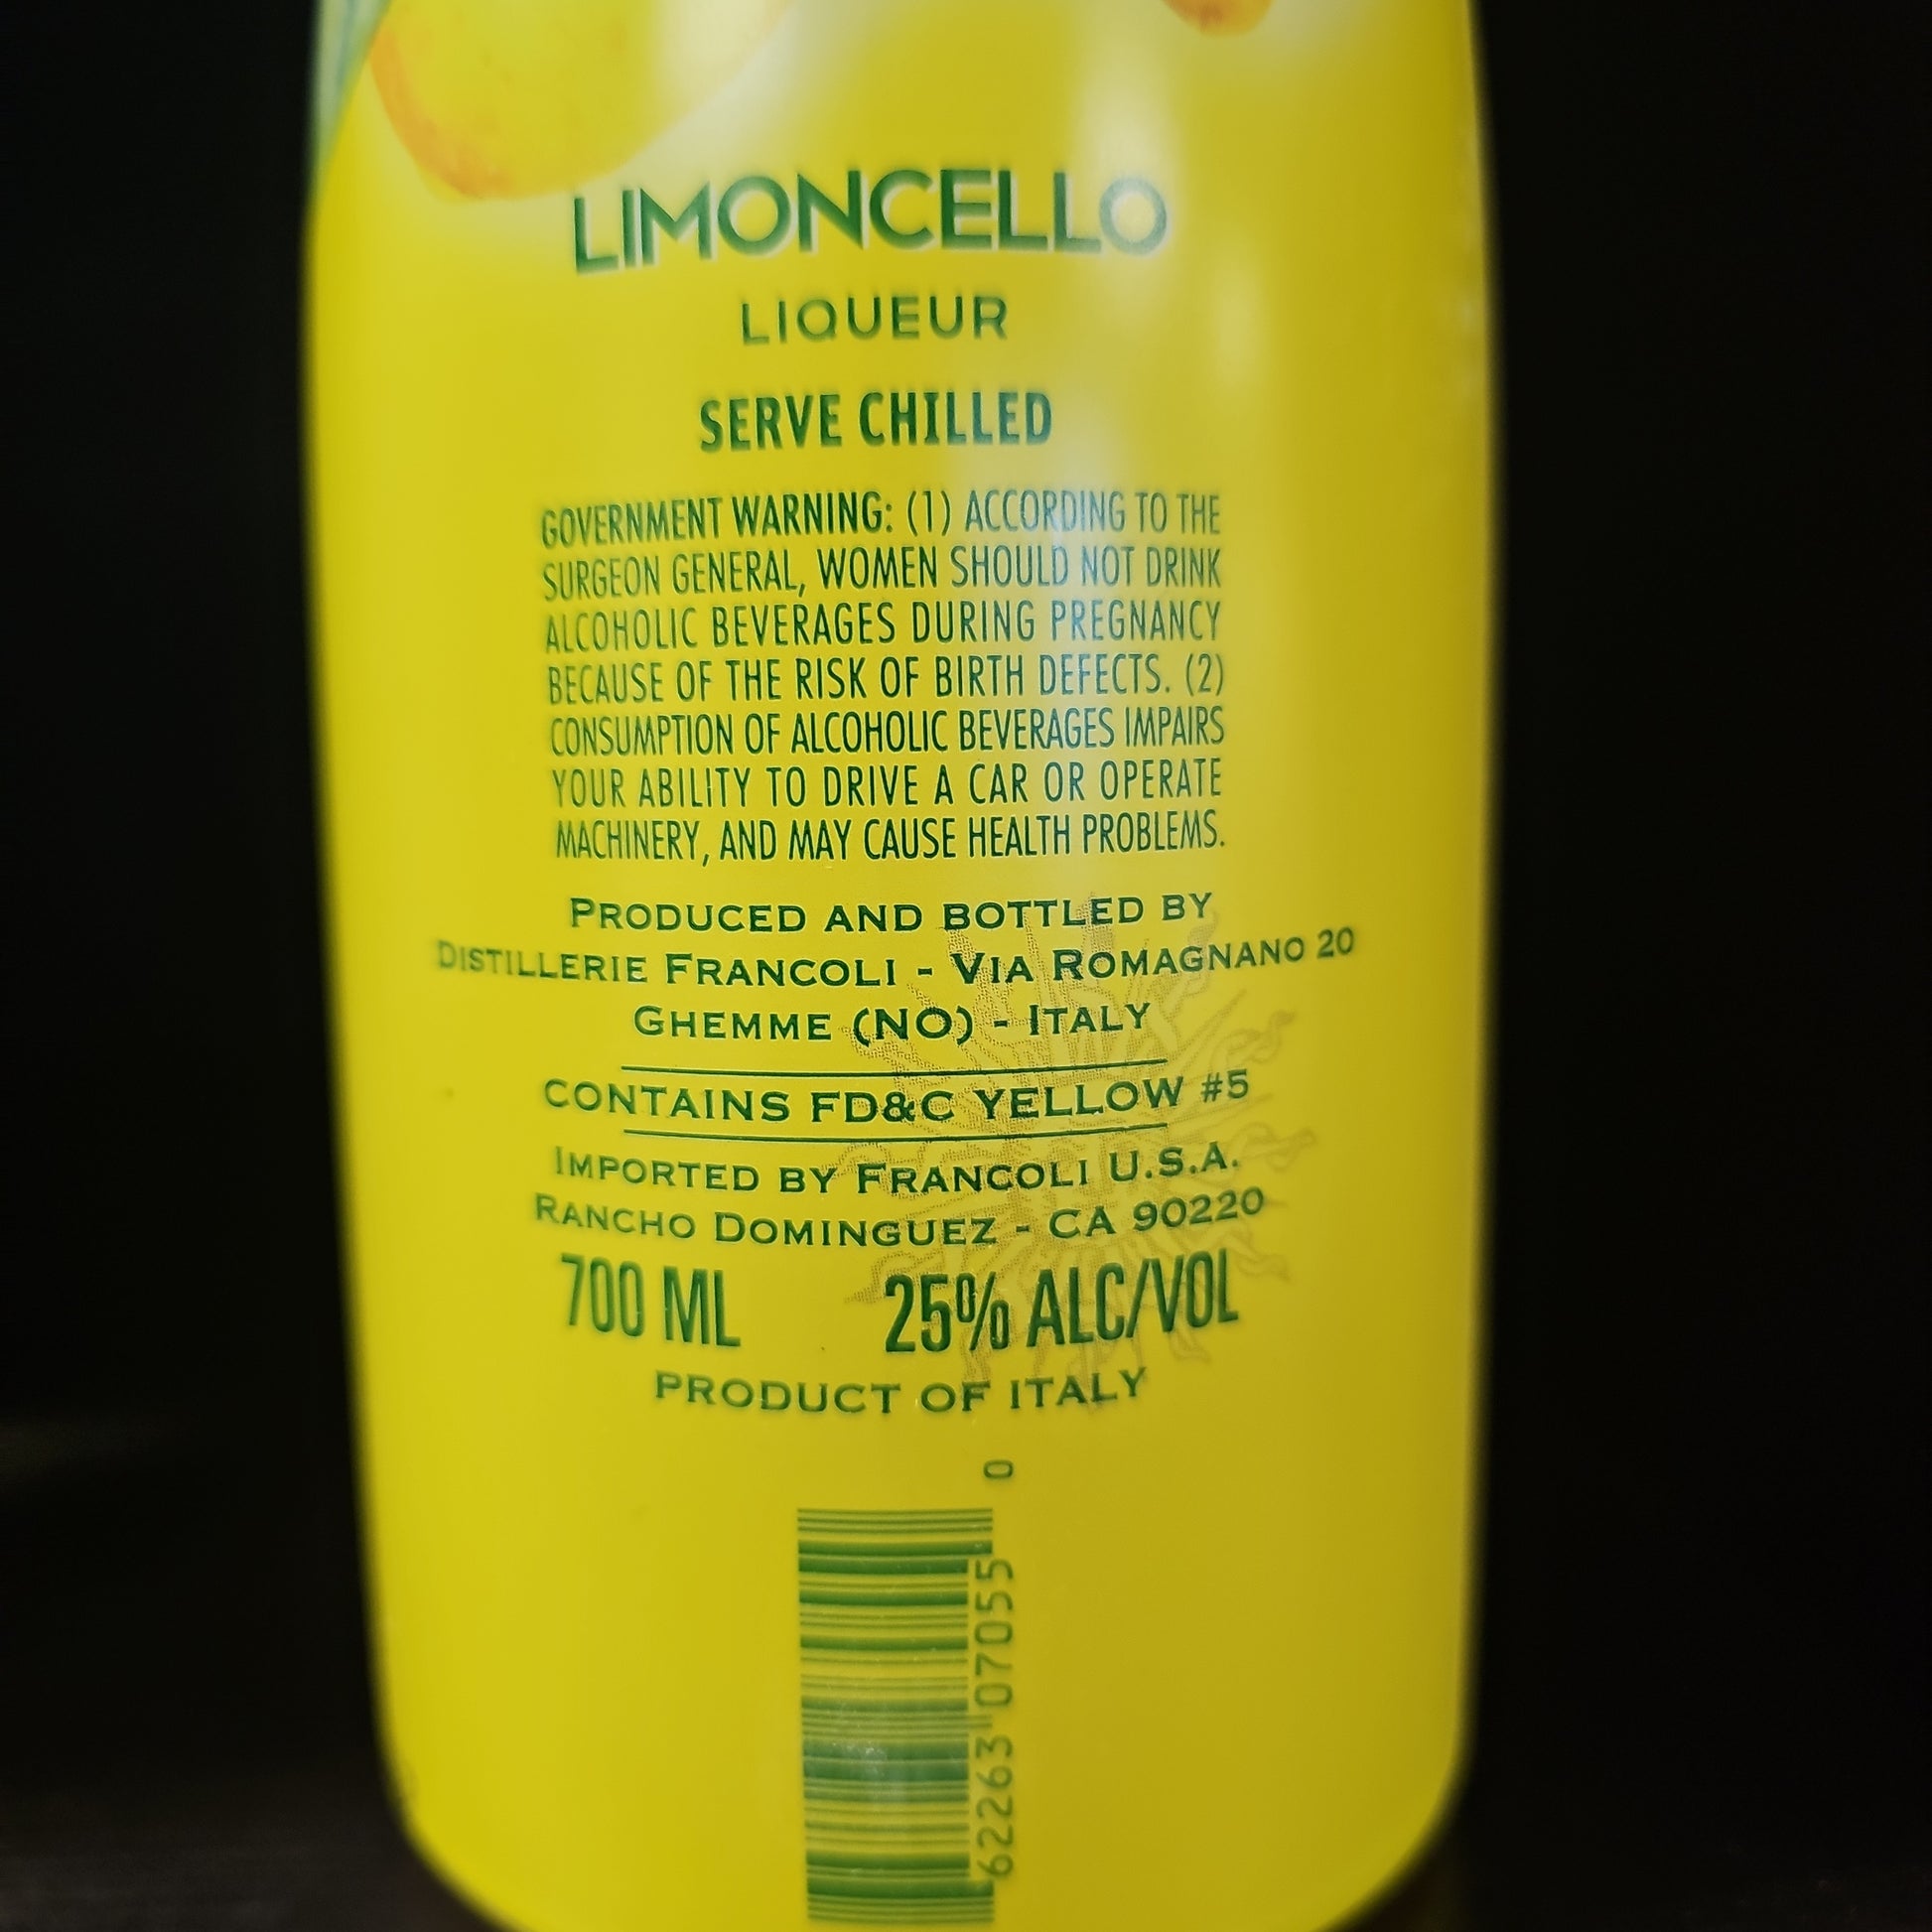 LIMONCELLO
LIQUEUR
SERVE CHILLED
GOVERNMENT WARNING: (1) ACCORDING TO THE
SURGEON GENERAL, WOMEN SHOULD NOT DRINK
ALCOHOLIC BEVERAGES DURING PREGNANCY
BECAUSE OF THE RISK OF BIRTH DEFECTS. (2)
CONSUMPTION OF ALCOHOLIC BEVERAGES IMPAIRS
YOUR ABILITY TO DRIVE A CAR OR OPERATE
MACHINERY, AND MAY CAUSE HEALTH PROBLEMS.
PRODUCED AND BOTTLED BY
DISTILLERIE FRANCOLI - VIA ROMAGNANO 20
GHEMME (NO) - ITALY
CONTAINS FD&C YELLOW #5
IMPORTED BY FRANCOLI U.S.A.
RANCHO DOMINGUEZ - CA 90220
700 ML 25% ALC/VOL
PRODUCT OF ITALY
62263 07055 0